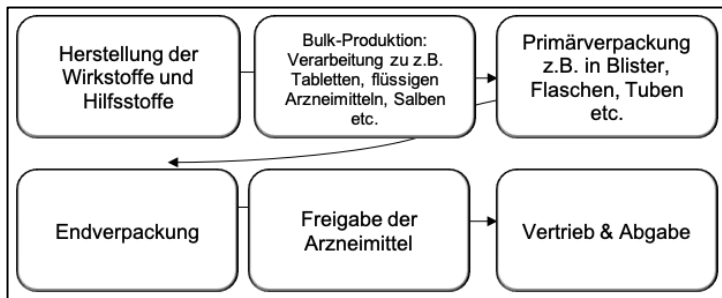 Herstellung der
Wirkstoffe und
Hilfsstoffe
Bulk-Produktion:
Verarbeitung zu z.B.
Tabletten, flüssigen
Arzneimitteln, Salben
etc.
Primärverpackung
z.B. in Blister,
Flaschen, Tuben
etc.
Endverpackung
Freigabe der
Arzneimittel
Vertrieb & Abgabe